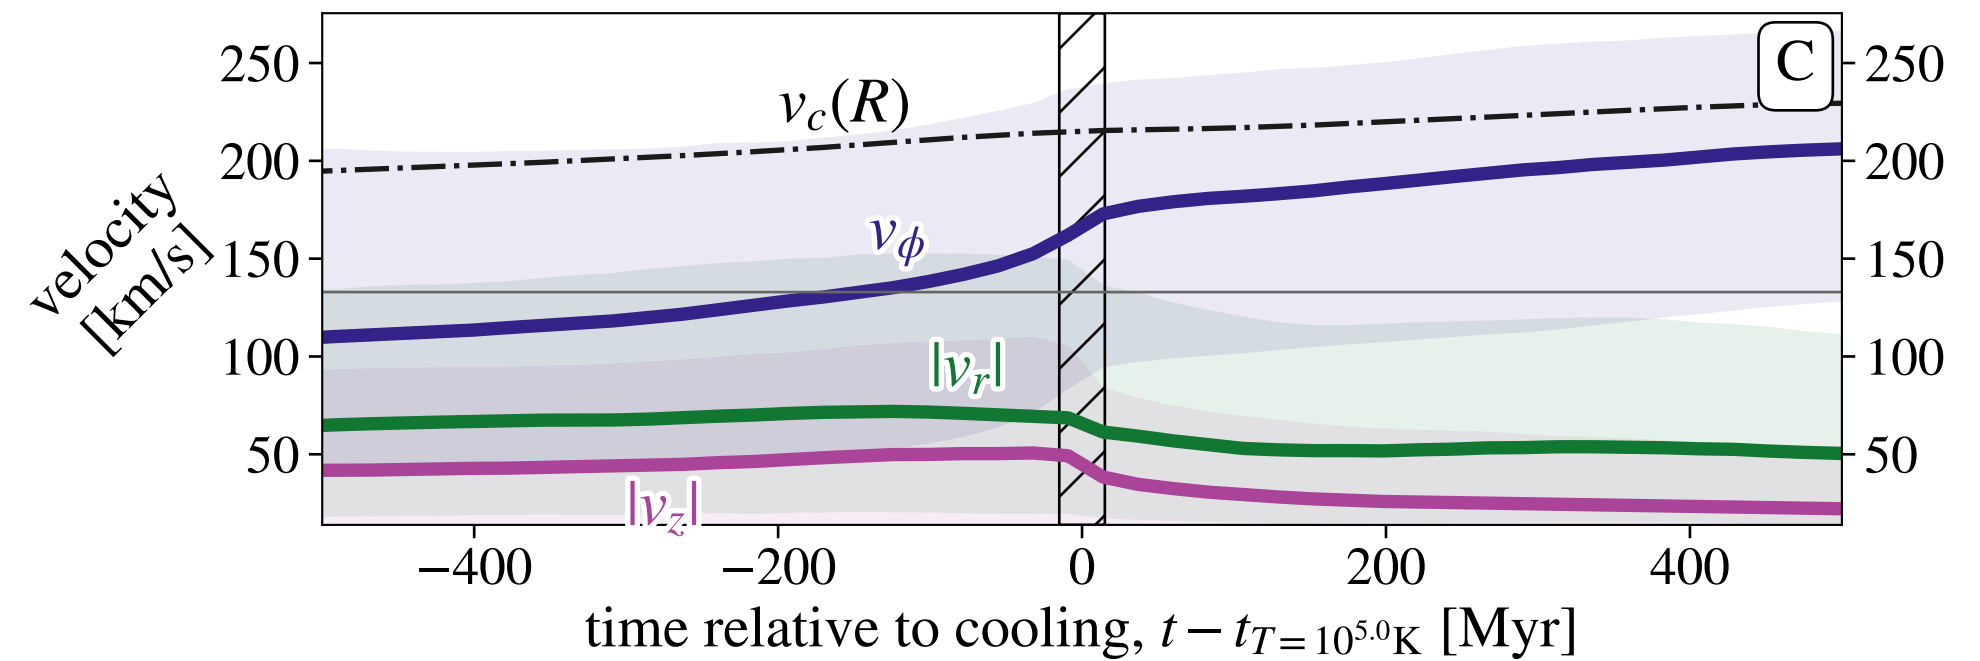 C
250 250
v_c(R)
200 200
velocity
[km/s]
v_ϕ
150 150
|v_r|
100 100
50 50
|v_z|
−400 −200 0 200 400
time relative to cooling, t − t_{T = 10^{5.0} K} [Myr]